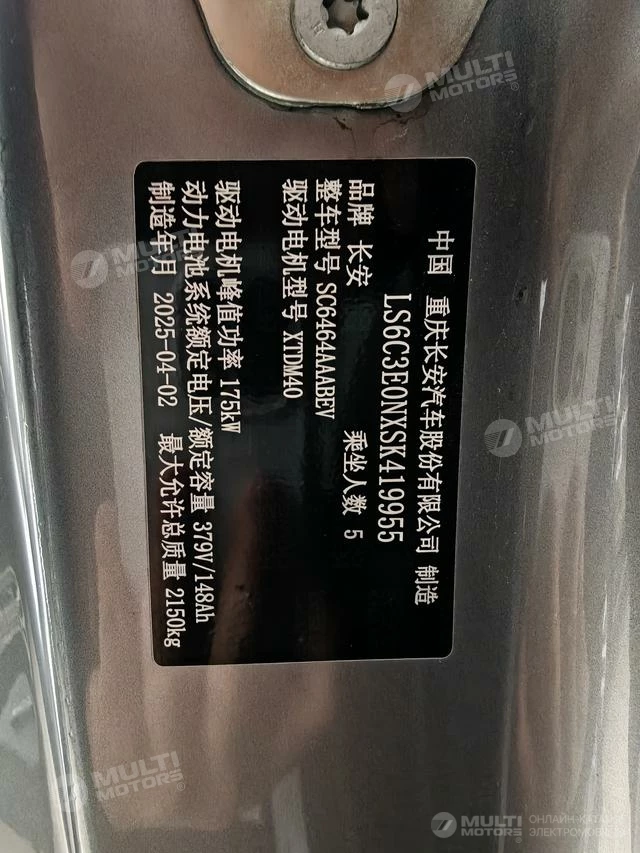 中国 重庆长安汽车股份有限公司 制造
LS6C3E0NXSK419955
品牌 长安
整车型号 SC6464AAABEV 乘坐人数 5
驱动电机型号 XTDM40
驱动电机峰值功率 175kW
动力电池系统额定电压/额定容量 379V/148Ah
制造年月 2025-04-02 最大允许总质量 2150kg
MULTI
MOTORS®
MULTI
MOTORS®
MULTI
MOTORS®
MULTI
MOTORS®
MULTI
MOTORS®
ОНЛАЙН-КАТАЛОГ
ЭЛЕКТРОМОБИЛЕЙ